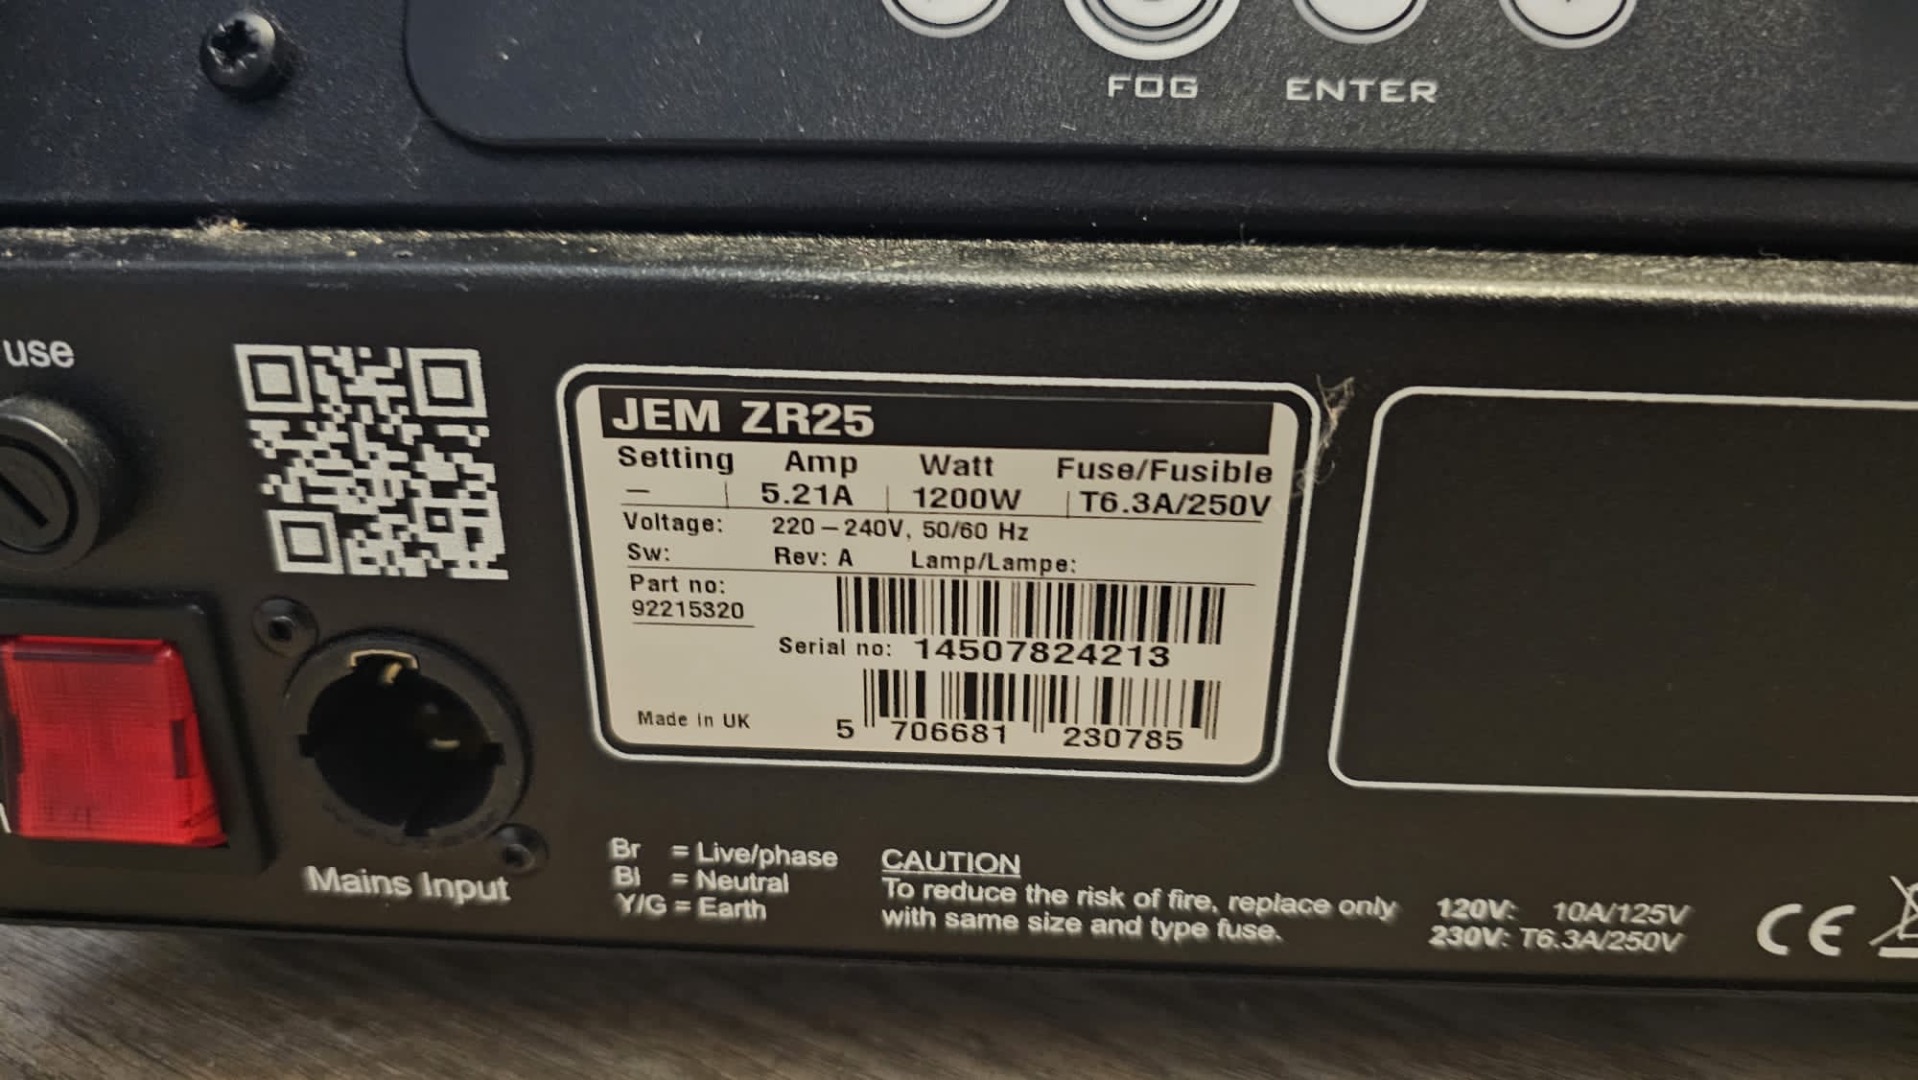 FOG ENTER
use
JEM ZR25
Setting Amp Watt Fuse/Fusible
– 5.21A 1200W T6.3A/250V
Voltage: 220–240V, 50/60 Hz
Sw: Rev: A Lamp/Lampe:
Part no:
92215320
Serial no: 14507824213
Made in UK
5 706681 230785
Mains Input
Br = Live/phase
Bl = Neutral
Y/G = Earth
CAUTION
To reduce the risk of fire, replace only
with same size and type fuse.
120V: 10A/125V
230V: T6.3A/250V
CE